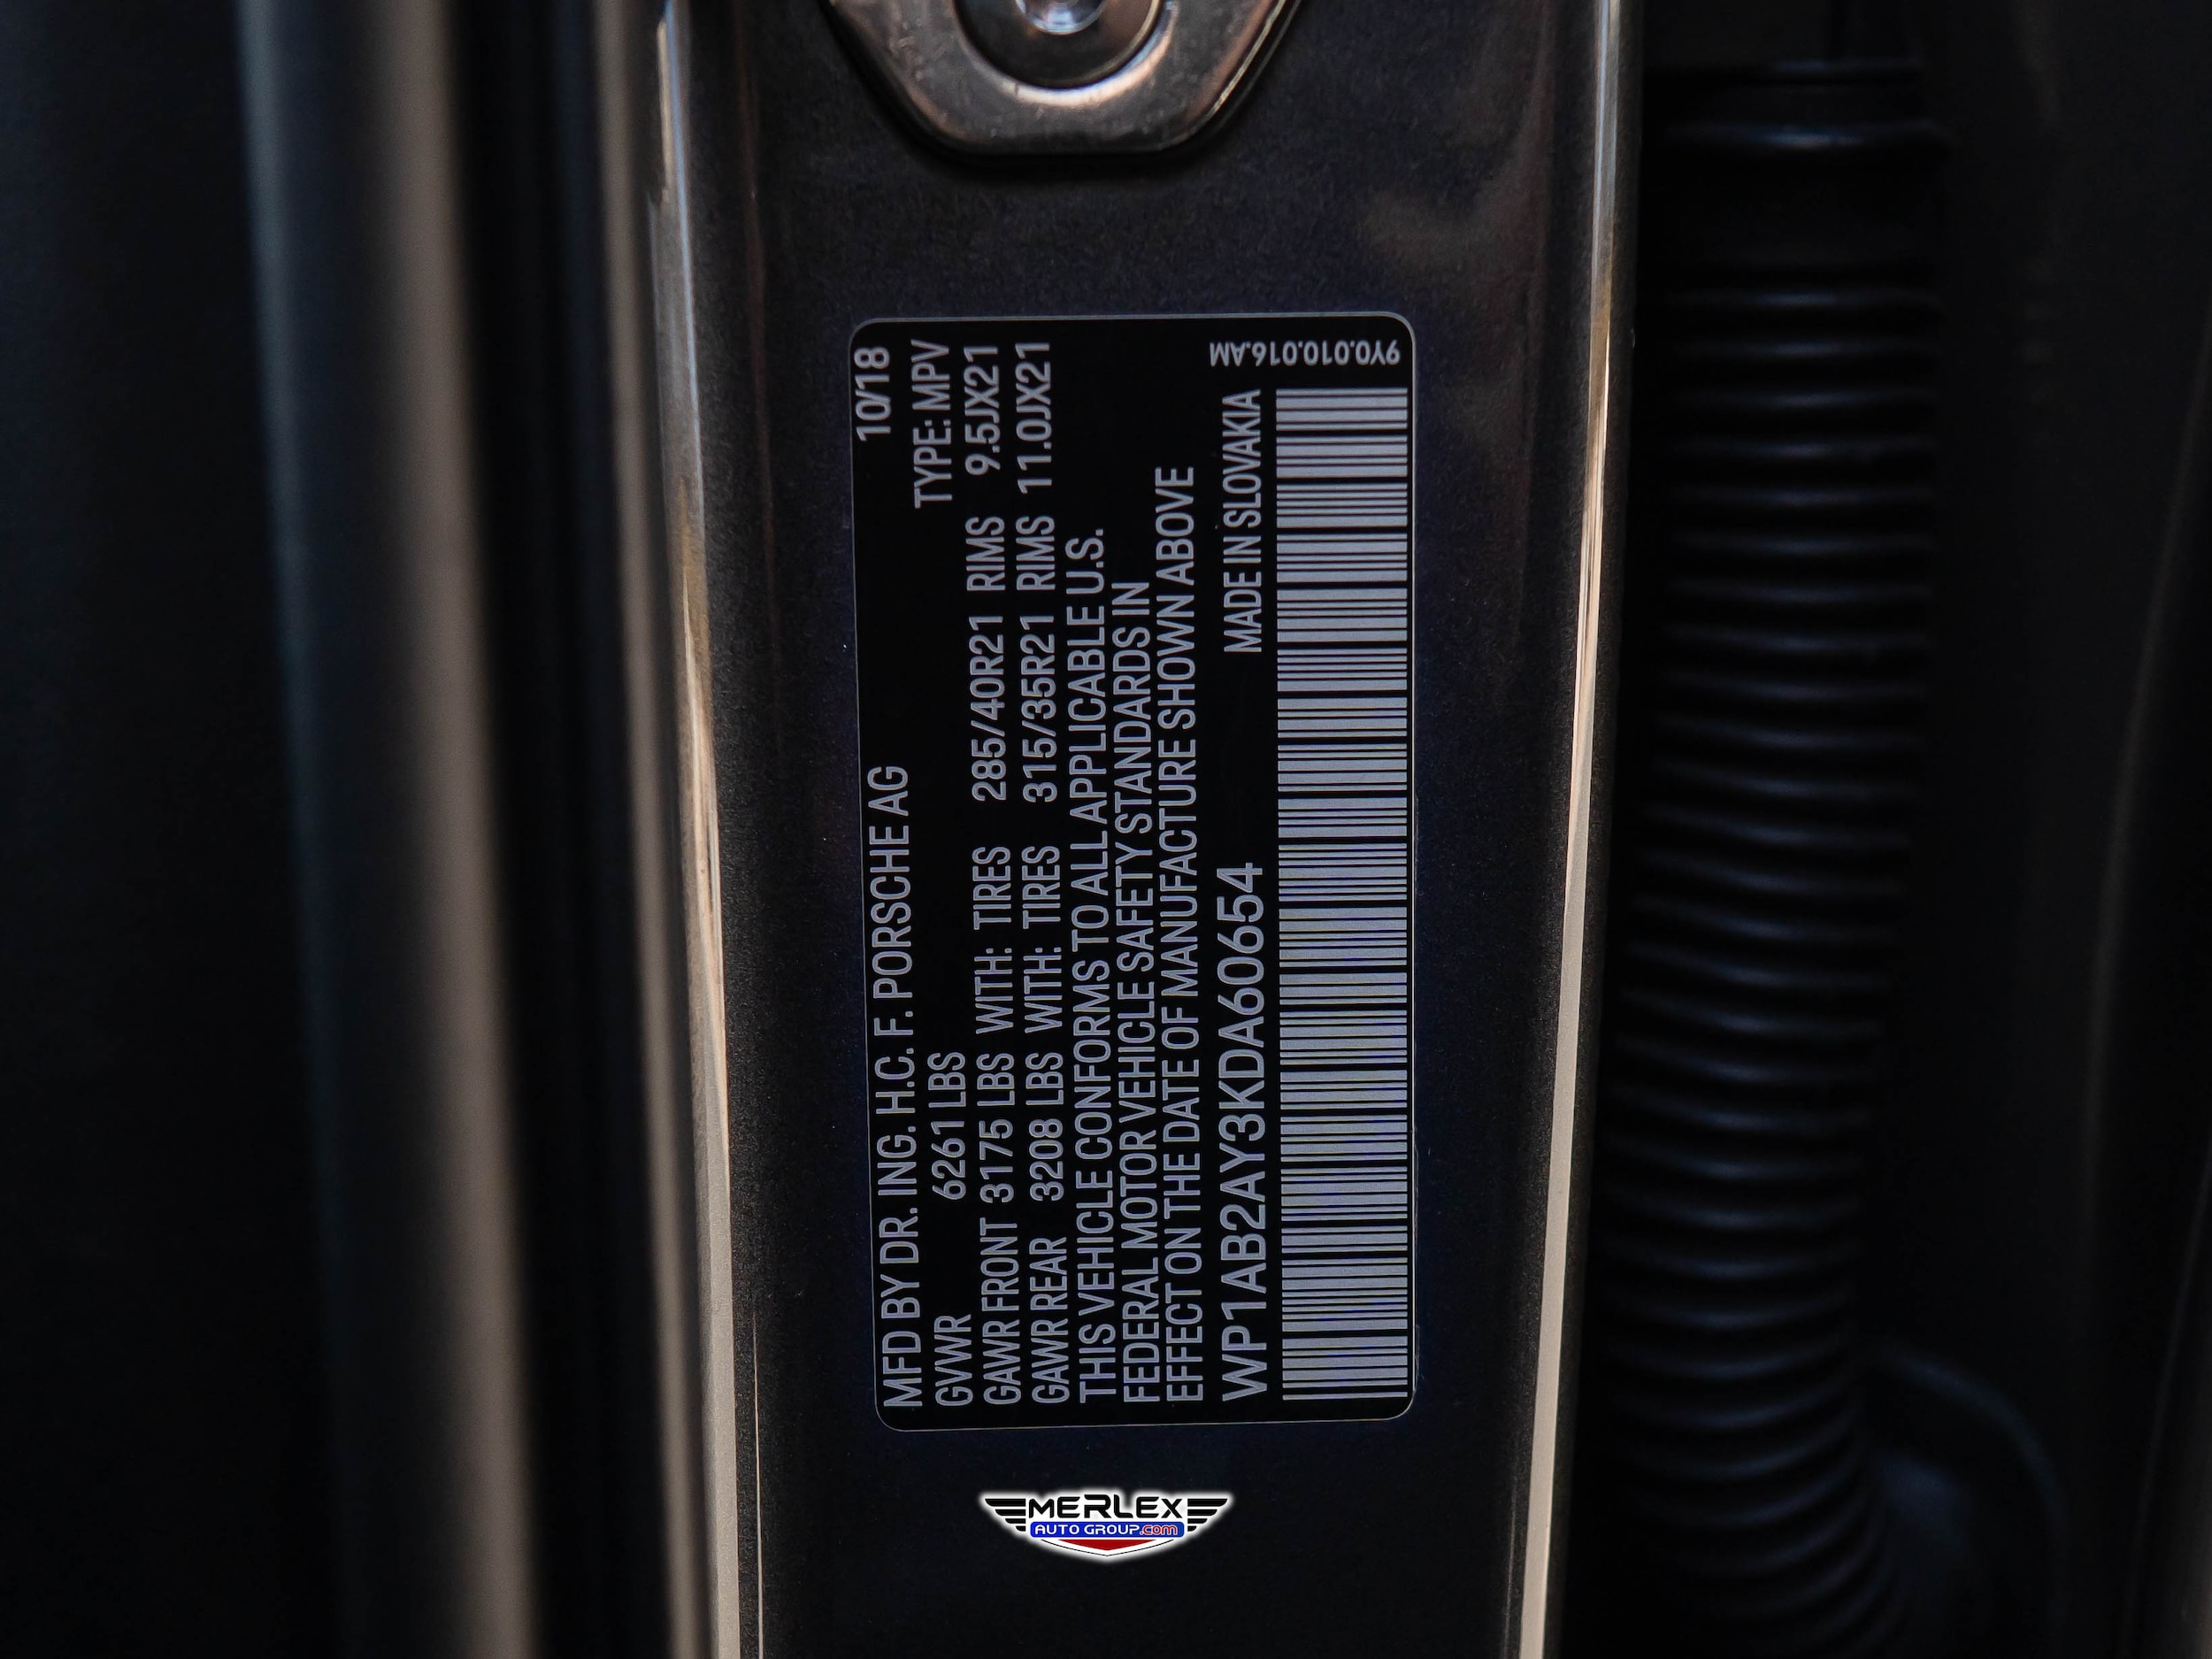 MFD BY DR. ING. H.C. F. PORSCHE AG 10/18
GVWR 6261 LBS TYPE: MPV
GAWR FRONT 3175 LBS WITH: TIRES 285/40R21 RIMS 9.5JX21
GAWR REAR 3208 LBS WITH: TIRES 315/35R21 RIMS 11.0JX21
THIS VEHICLE CONFORMS TO ALL APPLICABLE U.S.
FEDERAL MOTOR VEHICLE SAFETY STANDARDS IN
EFFECT ON THE DATE OF MANUFACTURE SHOWN ABOVE
WP1AB2AY3KDA60654 MADE IN SLOVAKIA
9Y0.010.016.AM
MERLEX
AUTO GROUP.com